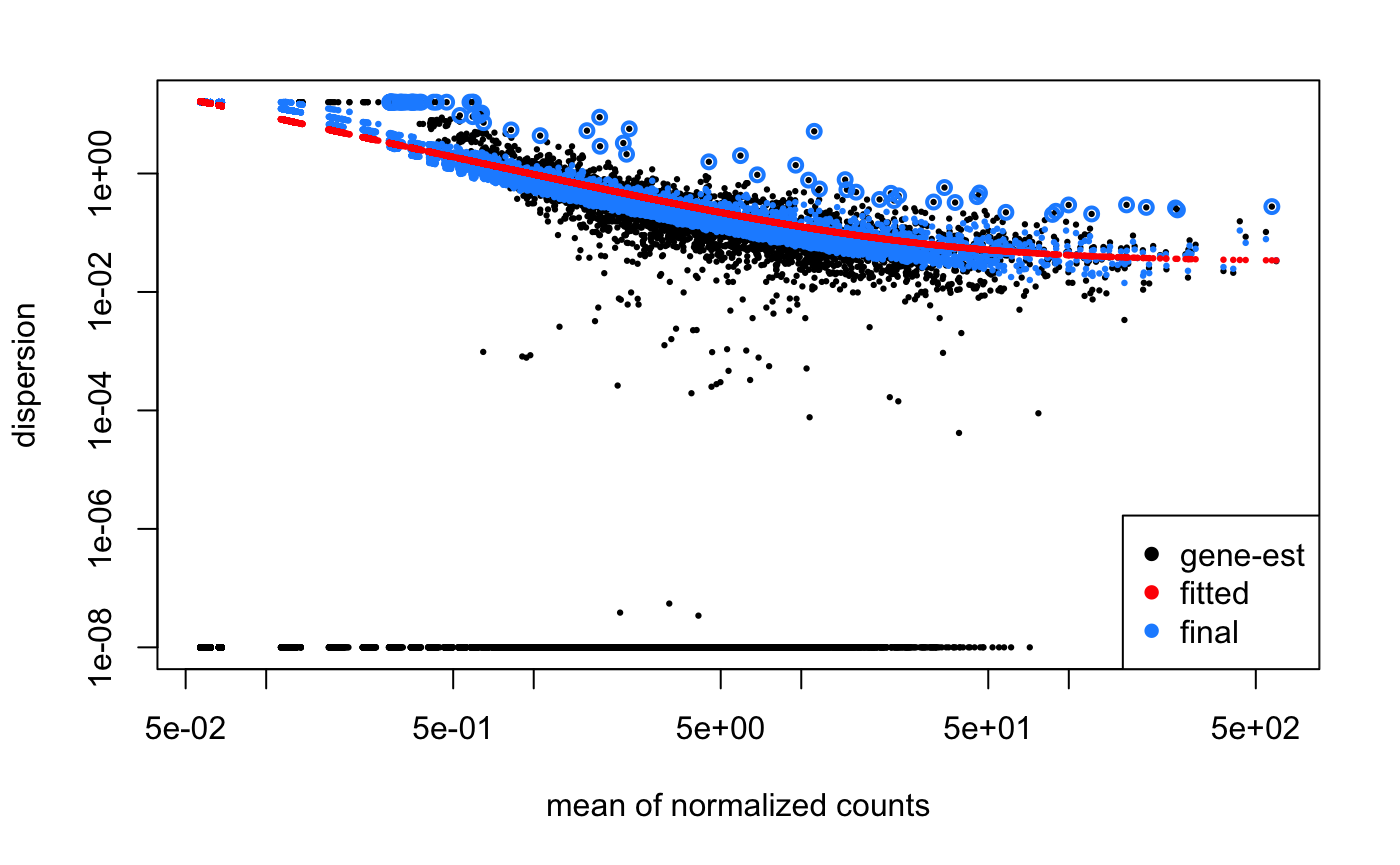 dispersion
1e+00
1e-02
1e-04
1e-06
1e-08
gene-est
fitted
final
5e-02 5e-01 5e+00 5e+01 5e+02
mean of normalized counts